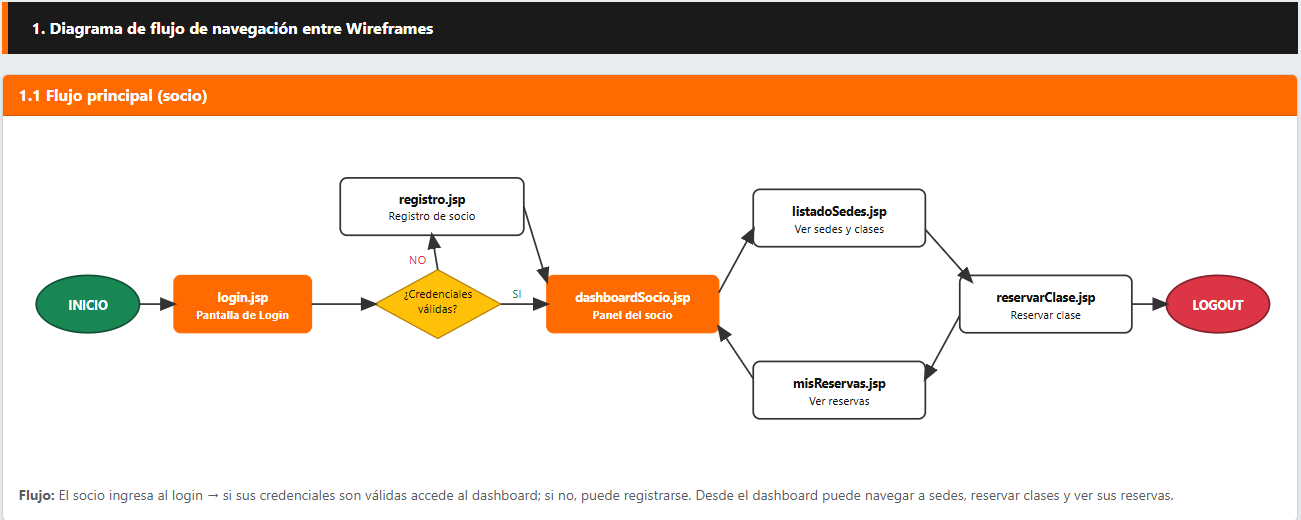 1. Diagrama de flujo de navegación entre Wireframes
1.1 Flujo principal (socio)
registro.jsp
Registro de socio
listadoSedes.jsp
Ver sedes y clases
NO
INICIO
login.jsp
Pantalla de Login
¿Credenciales
válidas?
SI
dashboardSocio.jsp
Panel del socio
reservarClase.jsp
Reservar clase
LOGOUT
misReservas.jsp
Ver reservas
Flujo: El socio ingresa al login → si sus credenciales son válidas accede al dashboard; si no, puede registrarse. Desde el dashboard puede navegar a sedes, reservar clases y ver sus reservas.